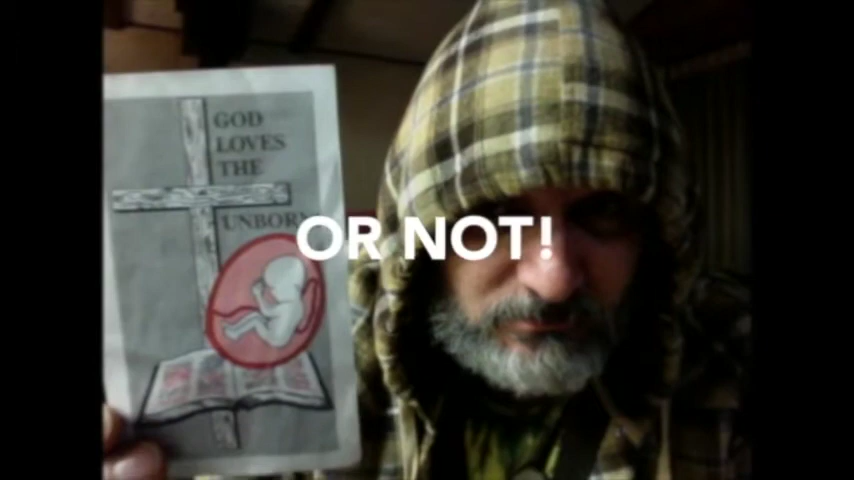 GOD
LOVES
THE
UNBORN
OR NOT!